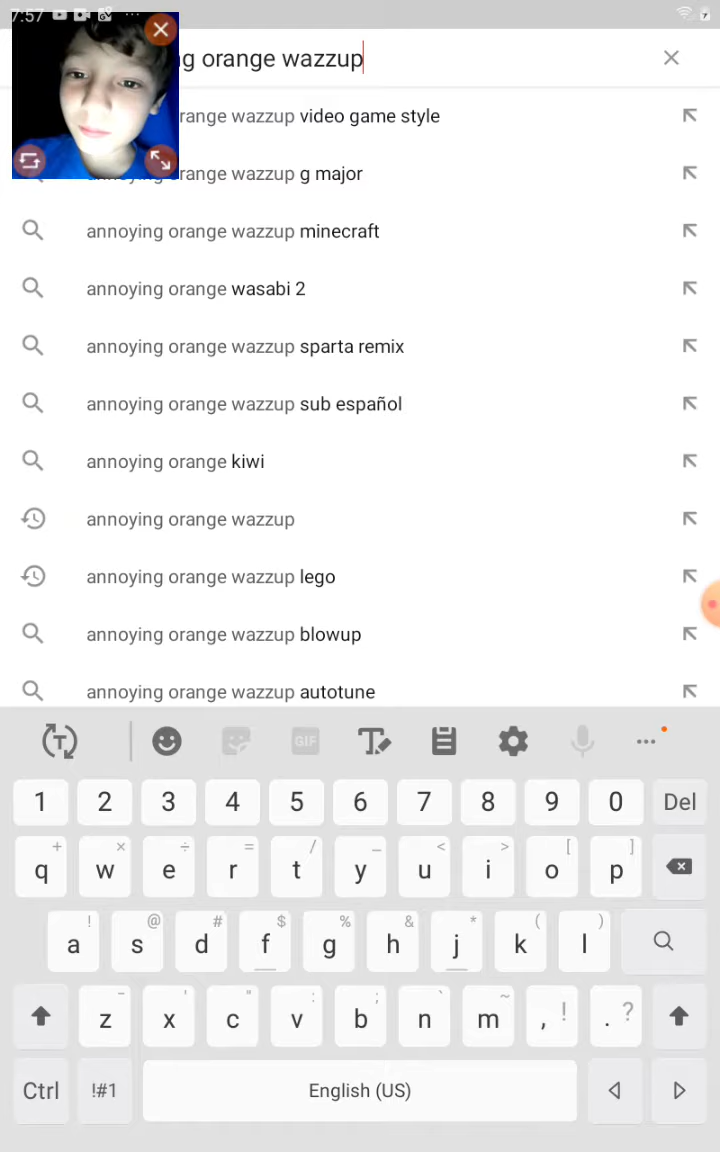 7:57
ng orange wazzup
range wazzup video game style
range wazzup g major
annoying orange wazzup minecraft
annoying orange wasabi 2
annoying orange wazzup sparta remix
annoying orange wazzup sub español
annoying orange kiwi
annoying orange wazzup
annoying orange wazzup lego
annoying orange wazzup blowup
annoying orange wazzup autotune
T GIF T ...
1 2 3 4 5 6 7 8 9 0 Del
+ × ÷ = / _ < > [ ]
q w e r t y u i o p
! @ # $ % & * ( )
a s d f g h j k l
- ' " : ; ` ~ ! ?
z x c v b n m , .
Ctrl !#1 English (US)